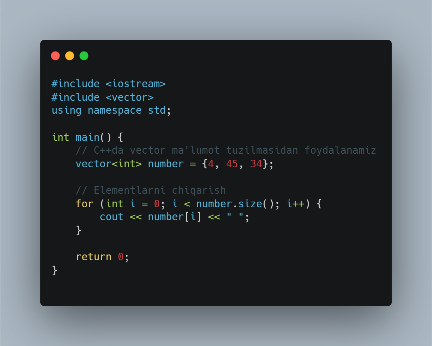 #include <iostream>
#include <vector>
using namespace std;
int main() {
// C++da vector ma'lumot tuzilmasidan foydalanamiz
vector<int> number = {4, 45, 34};
// Elementlarni chiqarish
for (int i = 0; i < number.size(); i++) {
cout << number[i] << " ";
}
return 0;
}